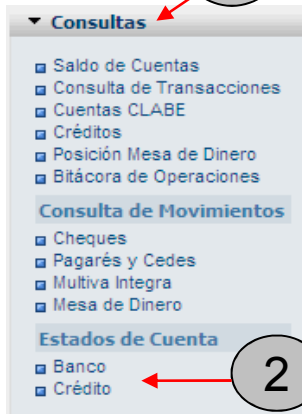 Consultas
Saldo de Cuentas
Consulta de Transacciones
Cuentas CLABE
Créditos
Posición Mesa de Dinero
Bitácora de Operaciones
Consulta de Movimientos
Cheques
Pagarés y Cedes
Multiva Integra
Mesa de Dinero
Estados de Cuenta
Banco
Crédito
2